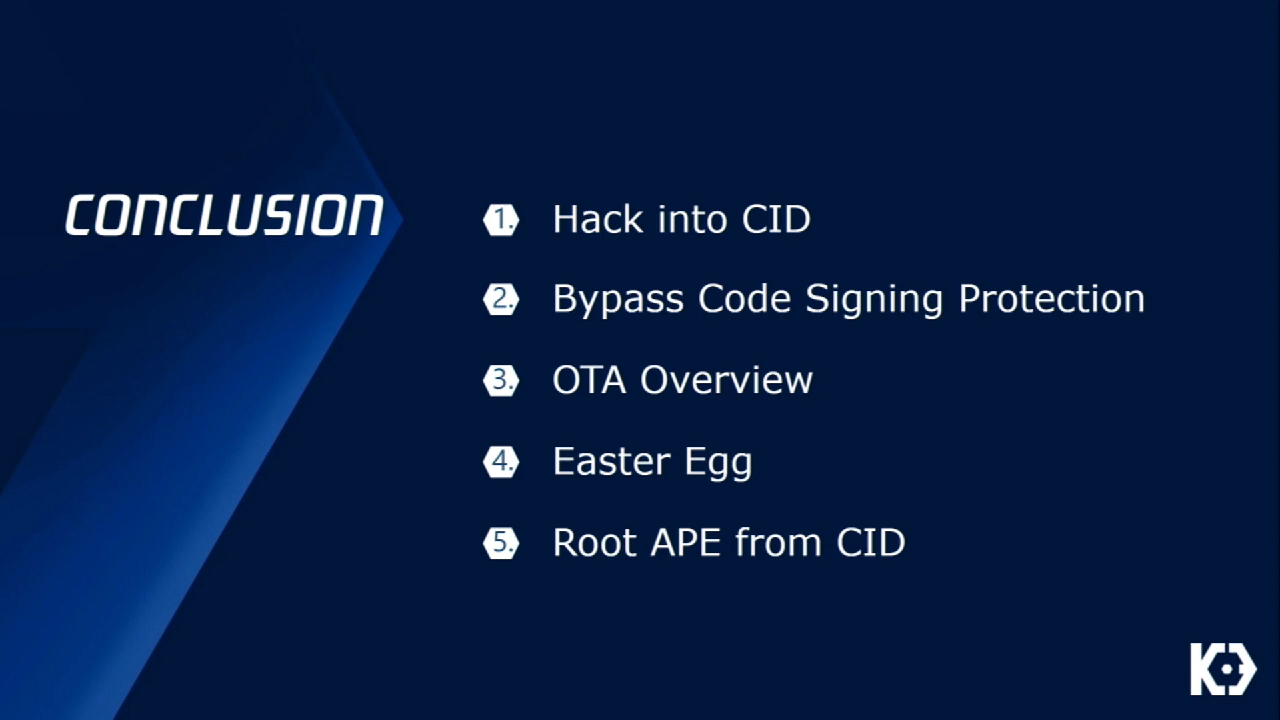 CONCLUSION
1. Hack into CID
2. Bypass Code Signing Protection
3. OTA Overview
4. Easter Egg
5. Root APE from CID